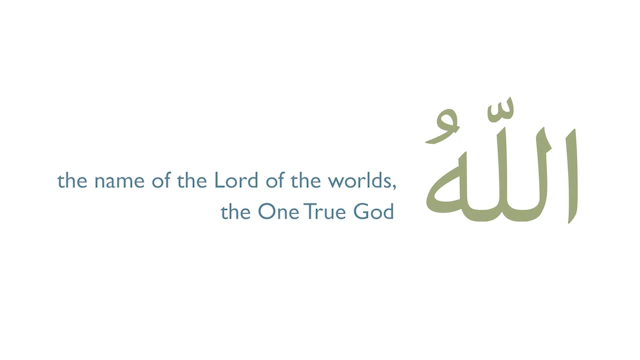 the name of the Lord of the worlds,
the One True God
اللّهُ